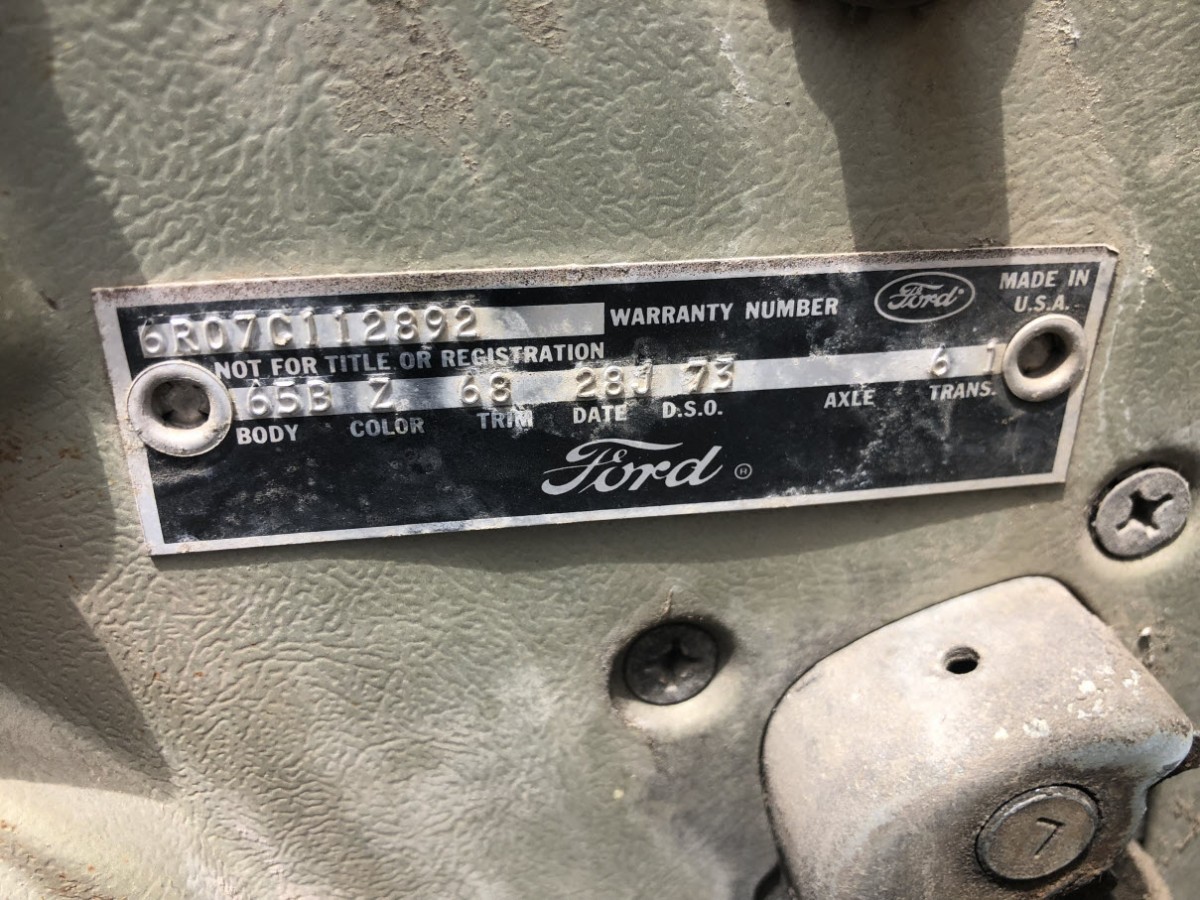 6R07C112892 WARRANTY NUMBER Ford MADE IN
U.S.A.
NOT FOR TITLE OR REGISTRATION
65B Z 68 28J 73 6 1
BODY COLOR TRIM DATE D.S.O. AXLE TRANS.
Ford ®
7